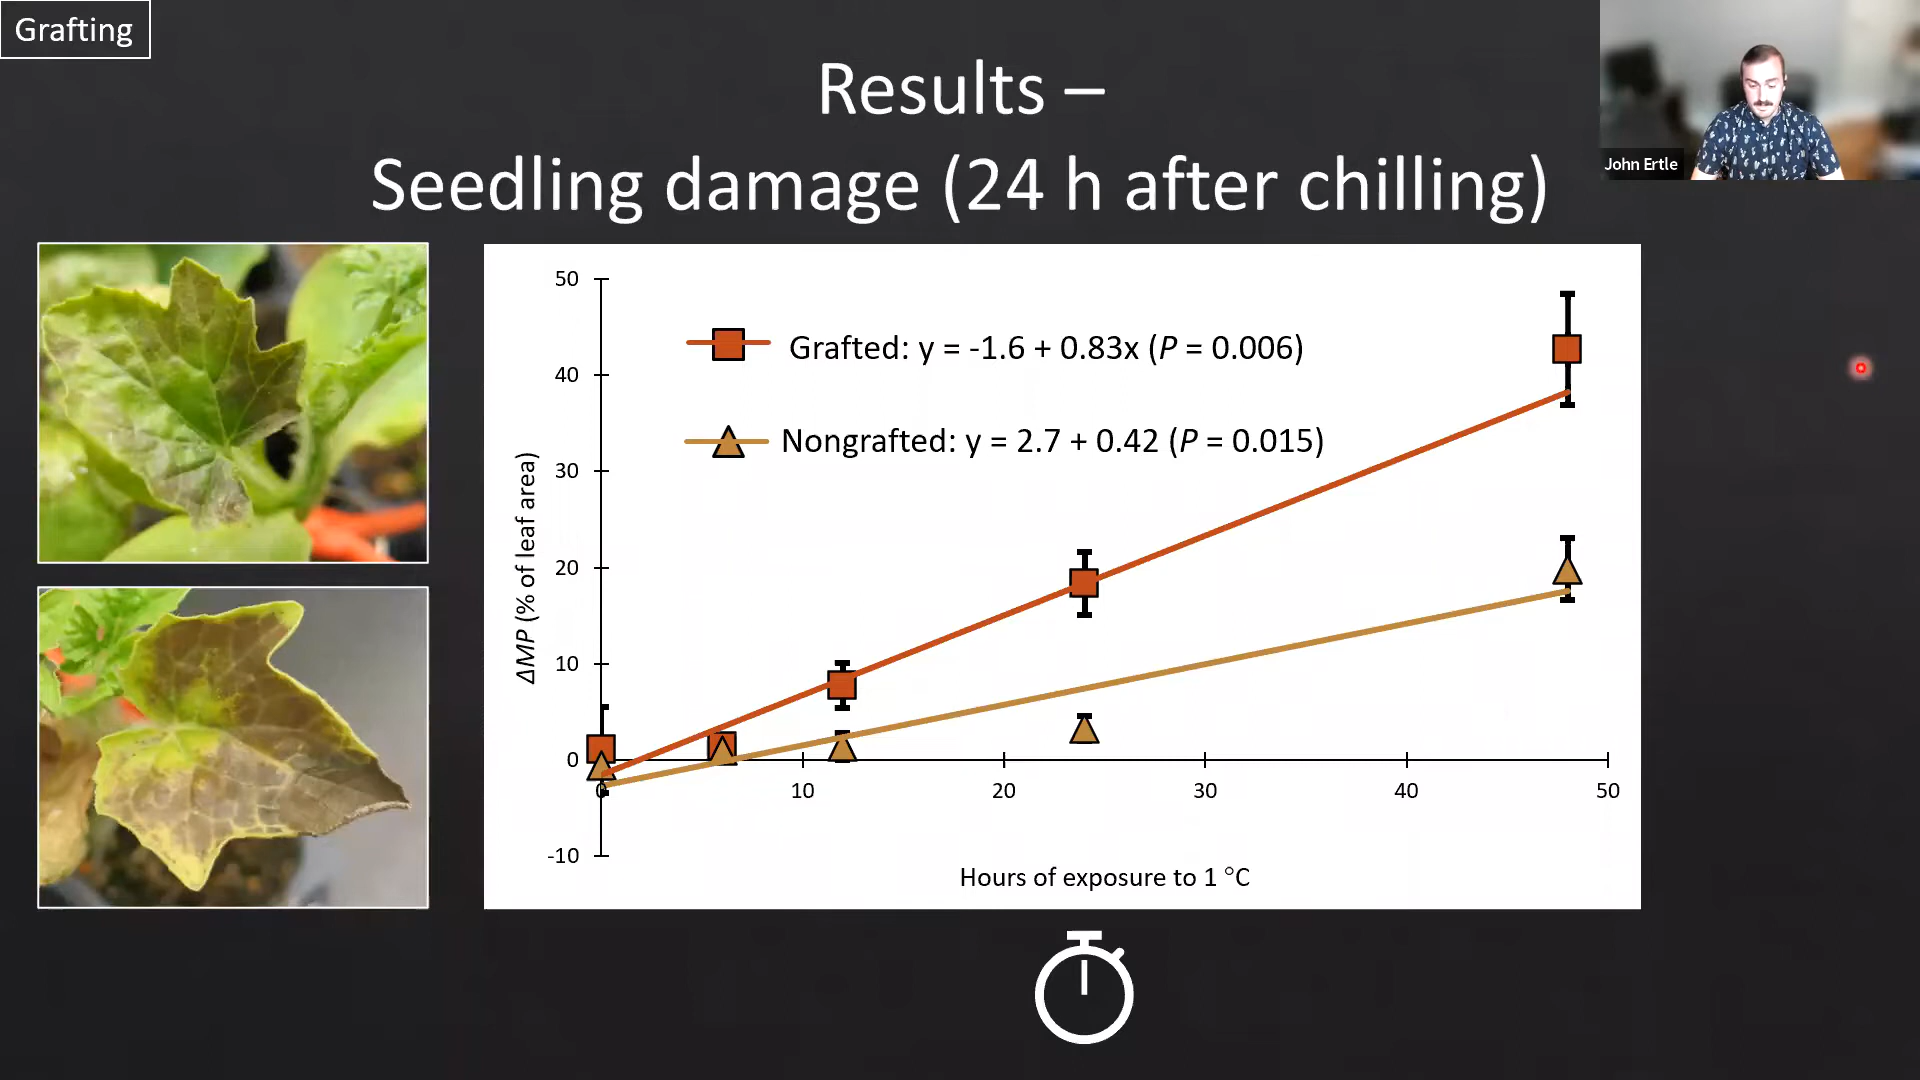 Grafting
Results –
Seedling damage (24 h after chilling)
John Ertle
50
40
30
20
10
0
-10
ΔMP (% of leaf area)
Grafted: y = -1.6 + 0.83x (P = 0.006)
Nongrafted: y = 2.7 + 0.42 (P = 0.015)
0
10
20
30
40
50
Hours of exposure to 1 °C